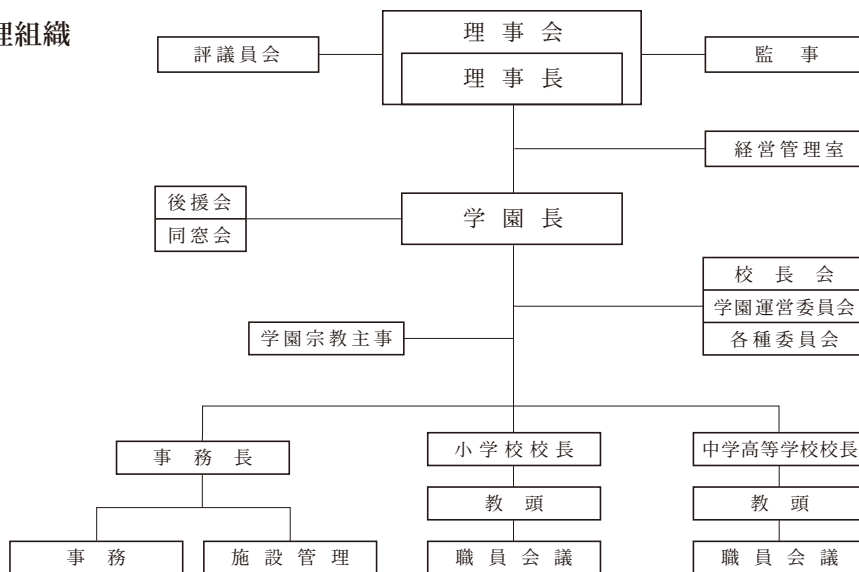 理組織
理事会
評議員会
監事
理事長
経営管理室
後援会
同窓会
学園長
校長会
学園運営委員会
各種委員会
学園宗教主事
事務長
小学校校長
中学高等学校校長
教頭
教頭
事務
施設管理
職員会議
職員会議